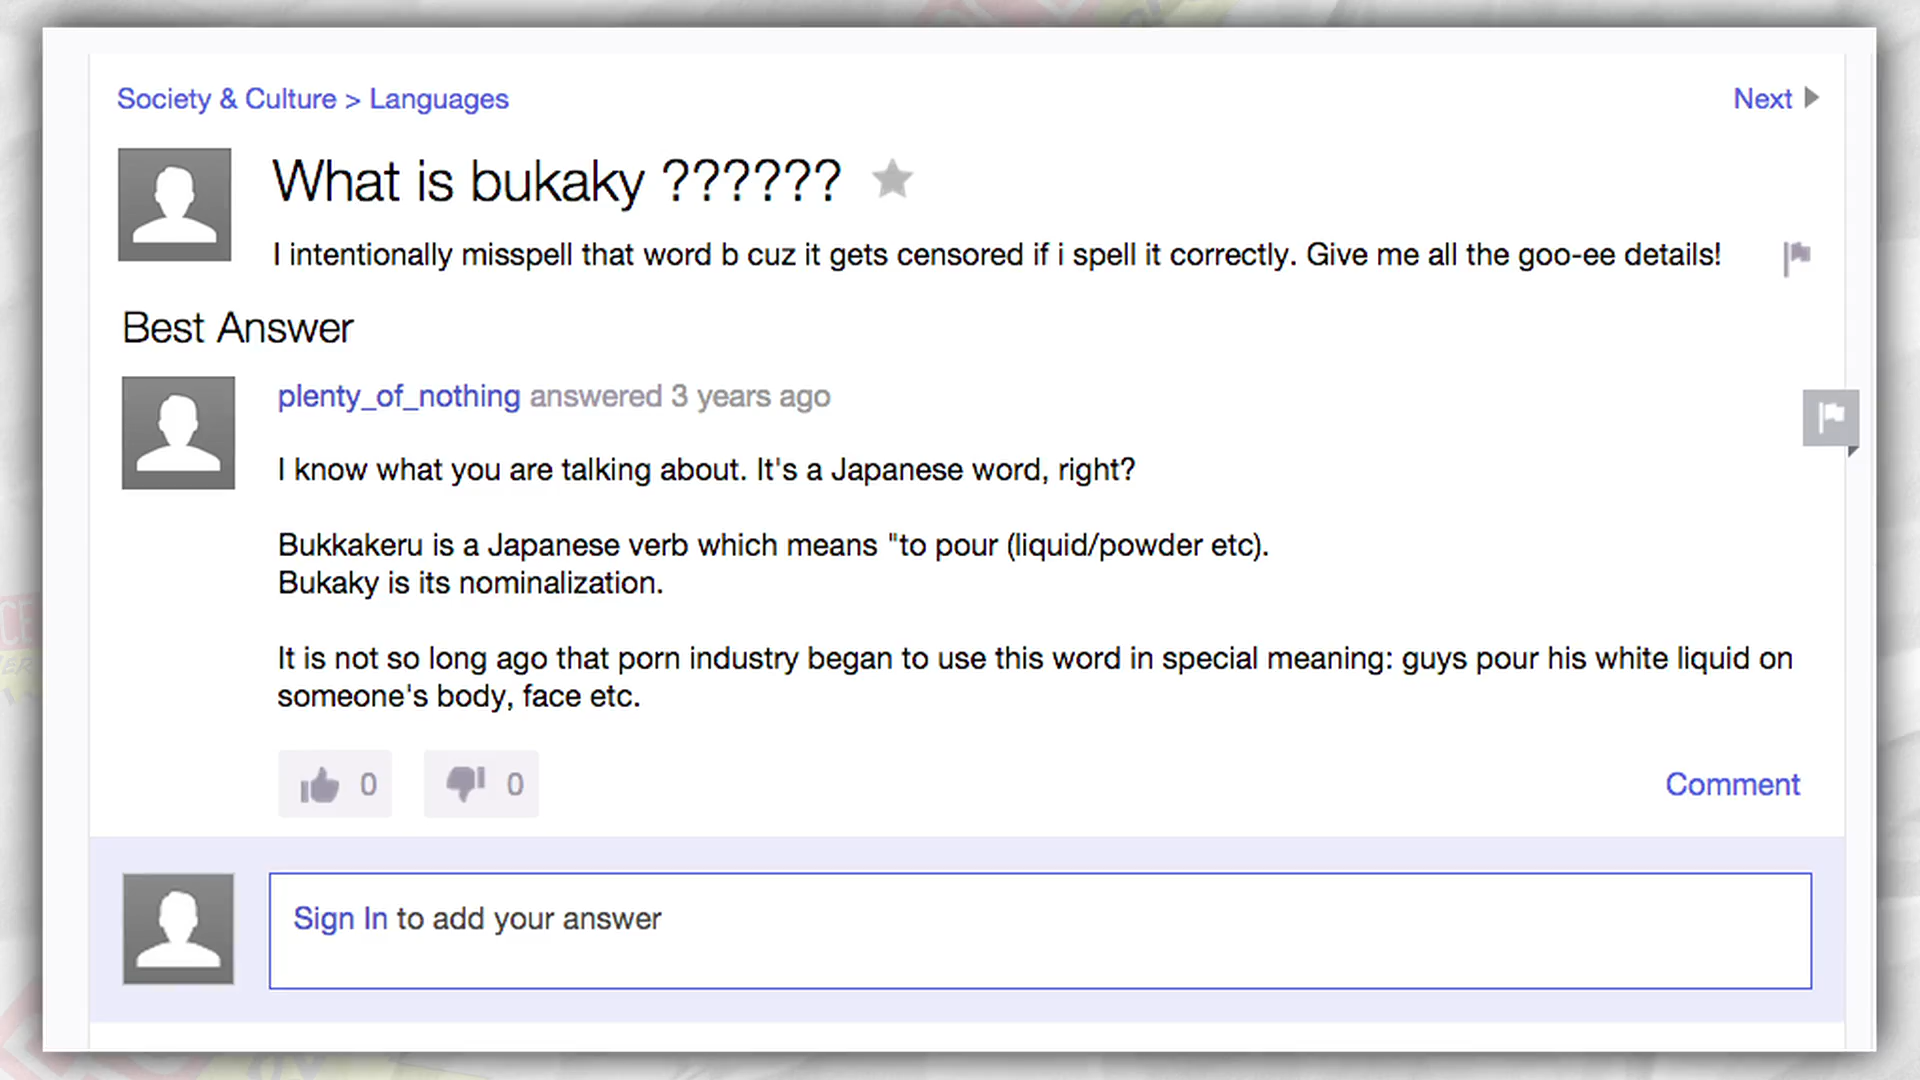 Society & Culture > Languages
Next
What is bukaky ??????
I intentionally misspell that word b cuz it gets censored if i spell it correctly. Give me all the goo-ee details!
Best Answer
plenty_of_nothing answered 3 years ago
I know what you are talking about. It's a Japanese word, right?
Bukkakeru is a Japanese verb which means "to pour (liquid/powder etc).
Bukaky is its nominalization.
It is not so long ago that porn industry began to use this word in special meaning: guys pour his white liquid on
someone's body, face etc.
0 0
Comment
Sign In to add your answer